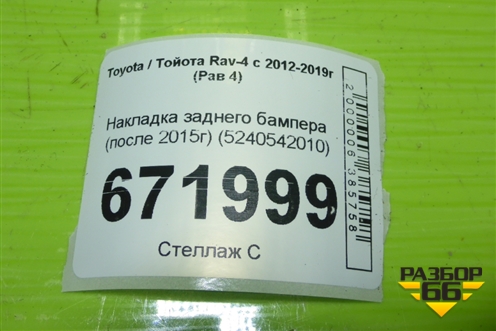 Toyota / Тойота Rav-4 с 2012-2019г
(Рав 4)
Накладка заднего бампера
(после 2015г) (5240542010)
671999
Стеллаж С
2000006385758
РАЗБОР
66